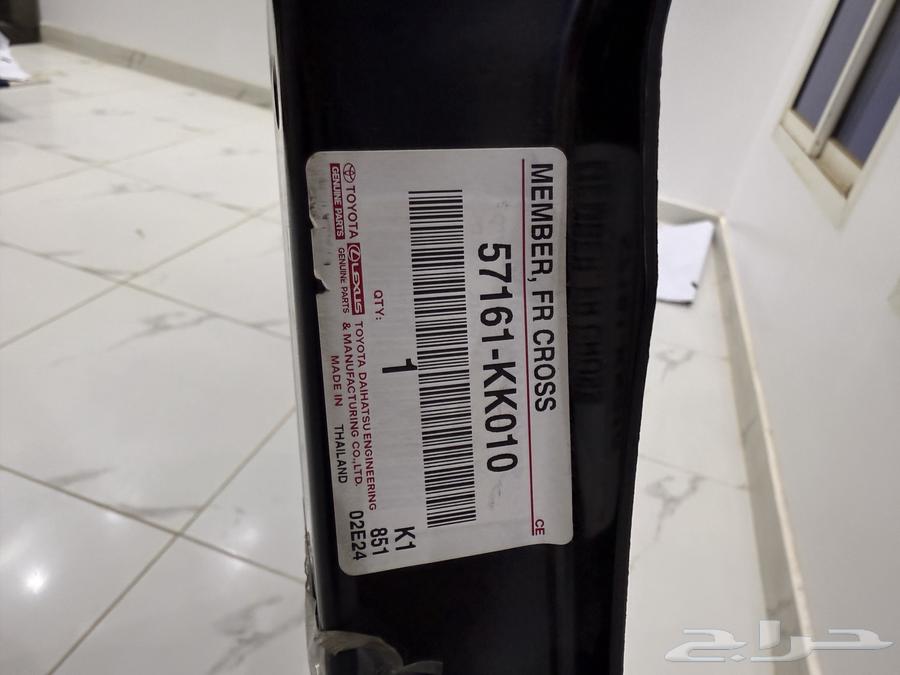 MEMBER, FR CROSS
CE
57161-KK010
QTY:
1
K1
851
02E24
TOYOTA
GENUINE PARTS
LEXUS
GENUINE PARTS
TOYOTA DAIHATSU ENGINEERING
& MANUFACTURING CO.,LTD.
MADE IN THAILAND
حراج